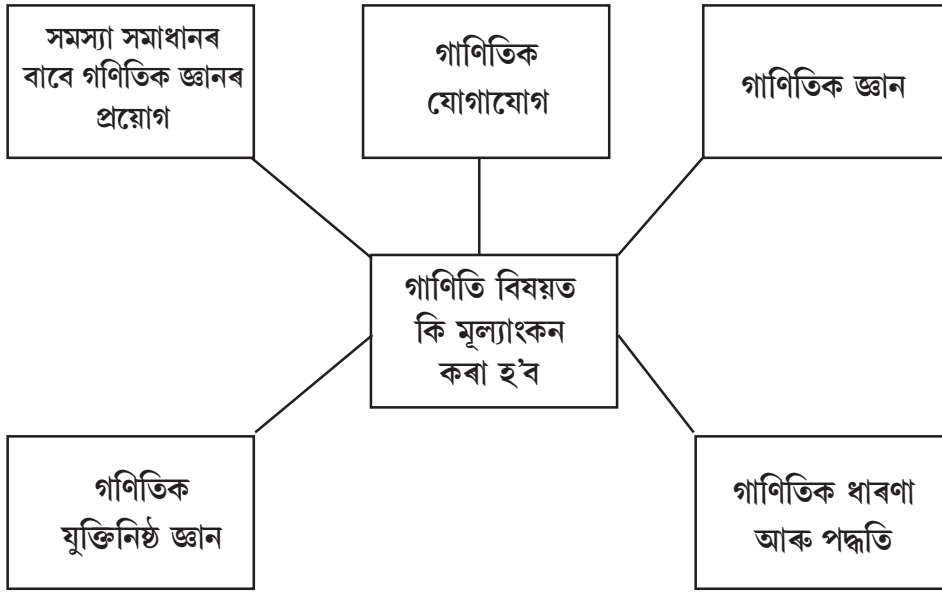 সমস্যা সমাধানৰ
বাবে গণিতিক জ্ঞানৰ
প্ৰয়োগ
গাণিতিক
যোগাযোগ
গাণিতিক জ্ঞান
গাণিতি বিষয়ত
কি মূল্যাংকন
কৰা হ'ব
গণিতিক
যুক্তিনিষ্ঠ জ্ঞান
গাণিতিক ধাৰণা
আৰু পদ্ধতি